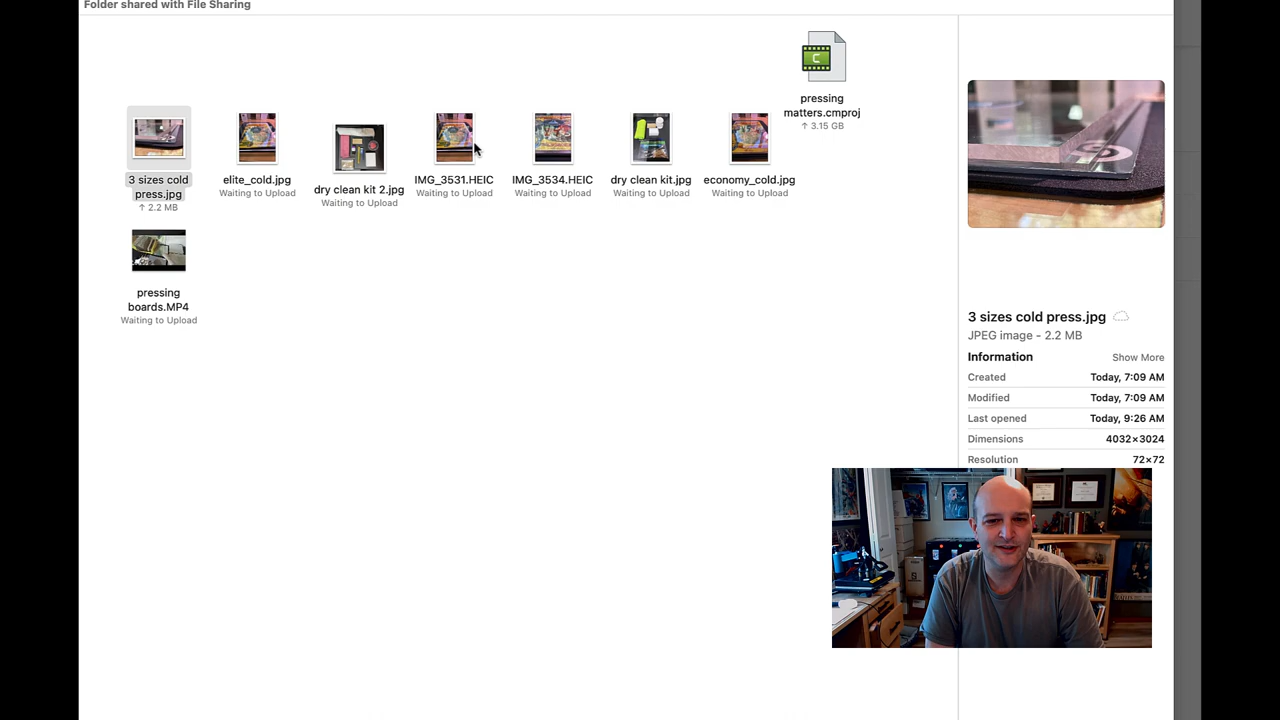 Folder shared with File Sharing
pressing
matters.cmproj
↑ 3.15 GB
3 sizes cold
press.jpg
↑ 2.2 MB
elite_cold.jpg
Waiting to Upload
dry clean kit 2.jpg
Waiting to Upload
IMG_3531.HEIC
Waiting to Upload
IMG_3534.HEIC
Waiting to Upload
dry clean kit.jpg
Waiting to Upload
economy_cold.jpg
Waiting to Upload
pressing
boards.MP4
Waiting to Upload
3 sizes cold press.jpg
JPEG image - 2.2 MB
Information Show More
Created Today, 7:09 AM
Modified Today, 7:09 AM
Last opened Today, 9:26 AM
Dimensions 4032×3024
Resolution 72×72